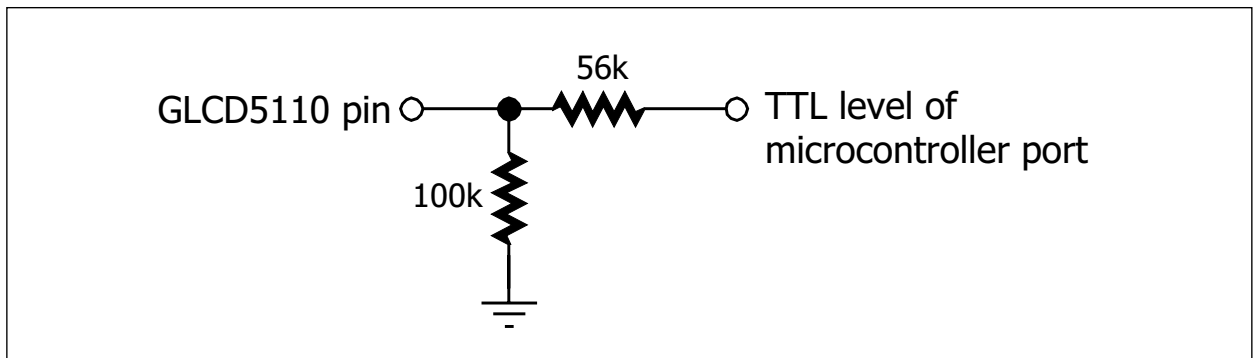 56k
GLCD5110 pin
TTL level of
microcontroller port
100k